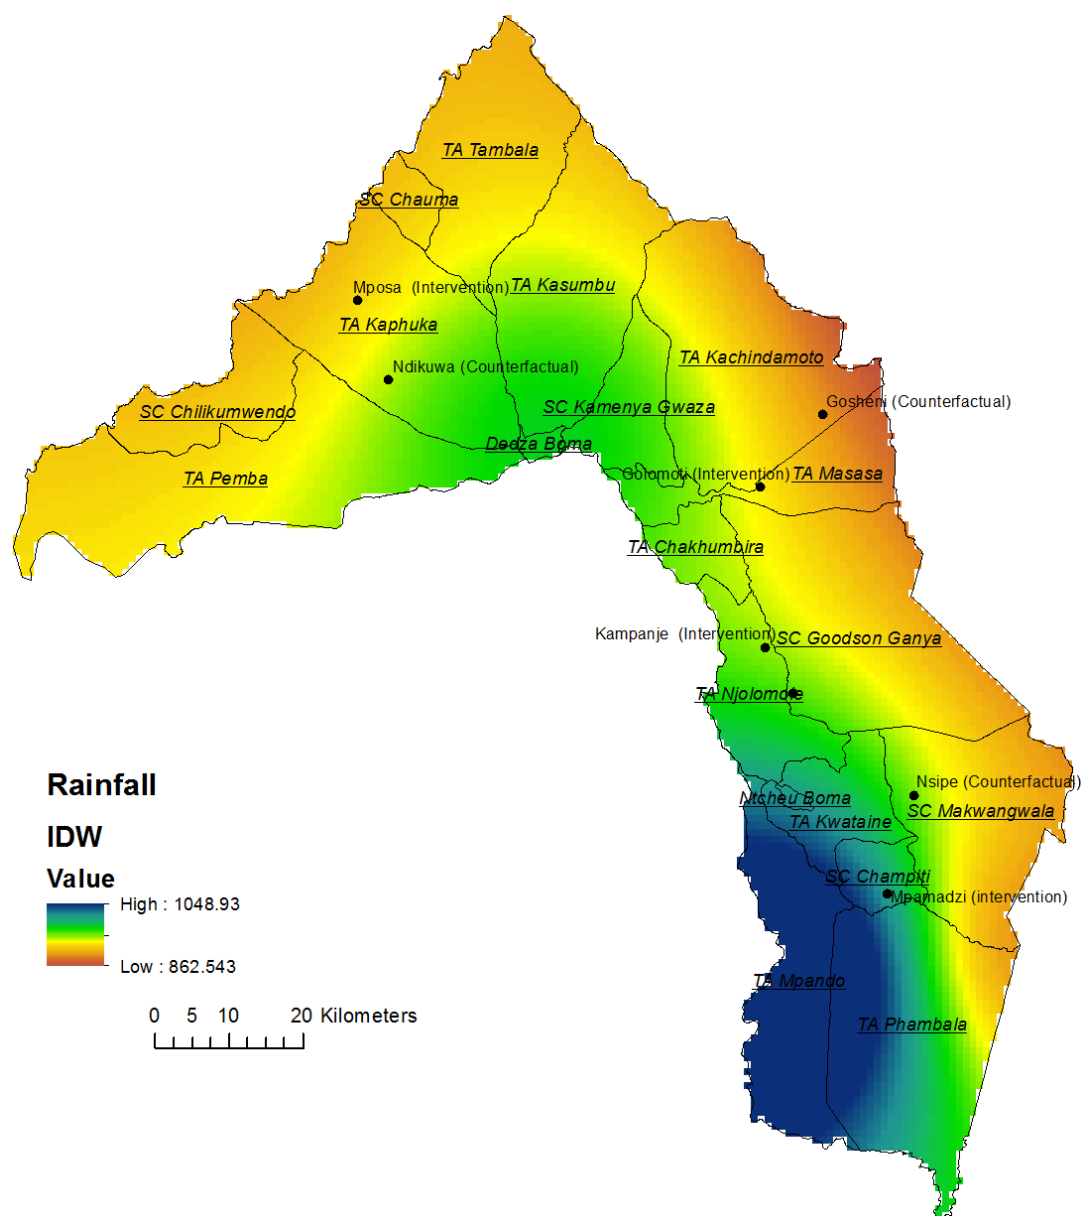 TA Tambala
SC Chauma
Mposa (Intervention)
TA Kasumbu
TA Kaphuka
TA Kachindamoto
Ndikuwa (Counterfactual)
Gosheni (Counterfactual)
SC Chilikumwendo
SC Kamenya Gwaza
Dedza Boma
Golomoti (Intervention)
TA Masasa
TA Pemba
TA Chakhumbira
Kampanje (Intervention)
SC Goodson Ganya
TA Njolomole
Nsipe (Counterfactual)
Ntcheu Boma
SC Makwangwala
TA Kwataine
SC Champiti
Mpamadzi (intervention)
TA Mpando
TA Phambala
Rainfall
IDW
Value
High : 1048.93
Low : 862.543
0 5 10 20 Kilometers